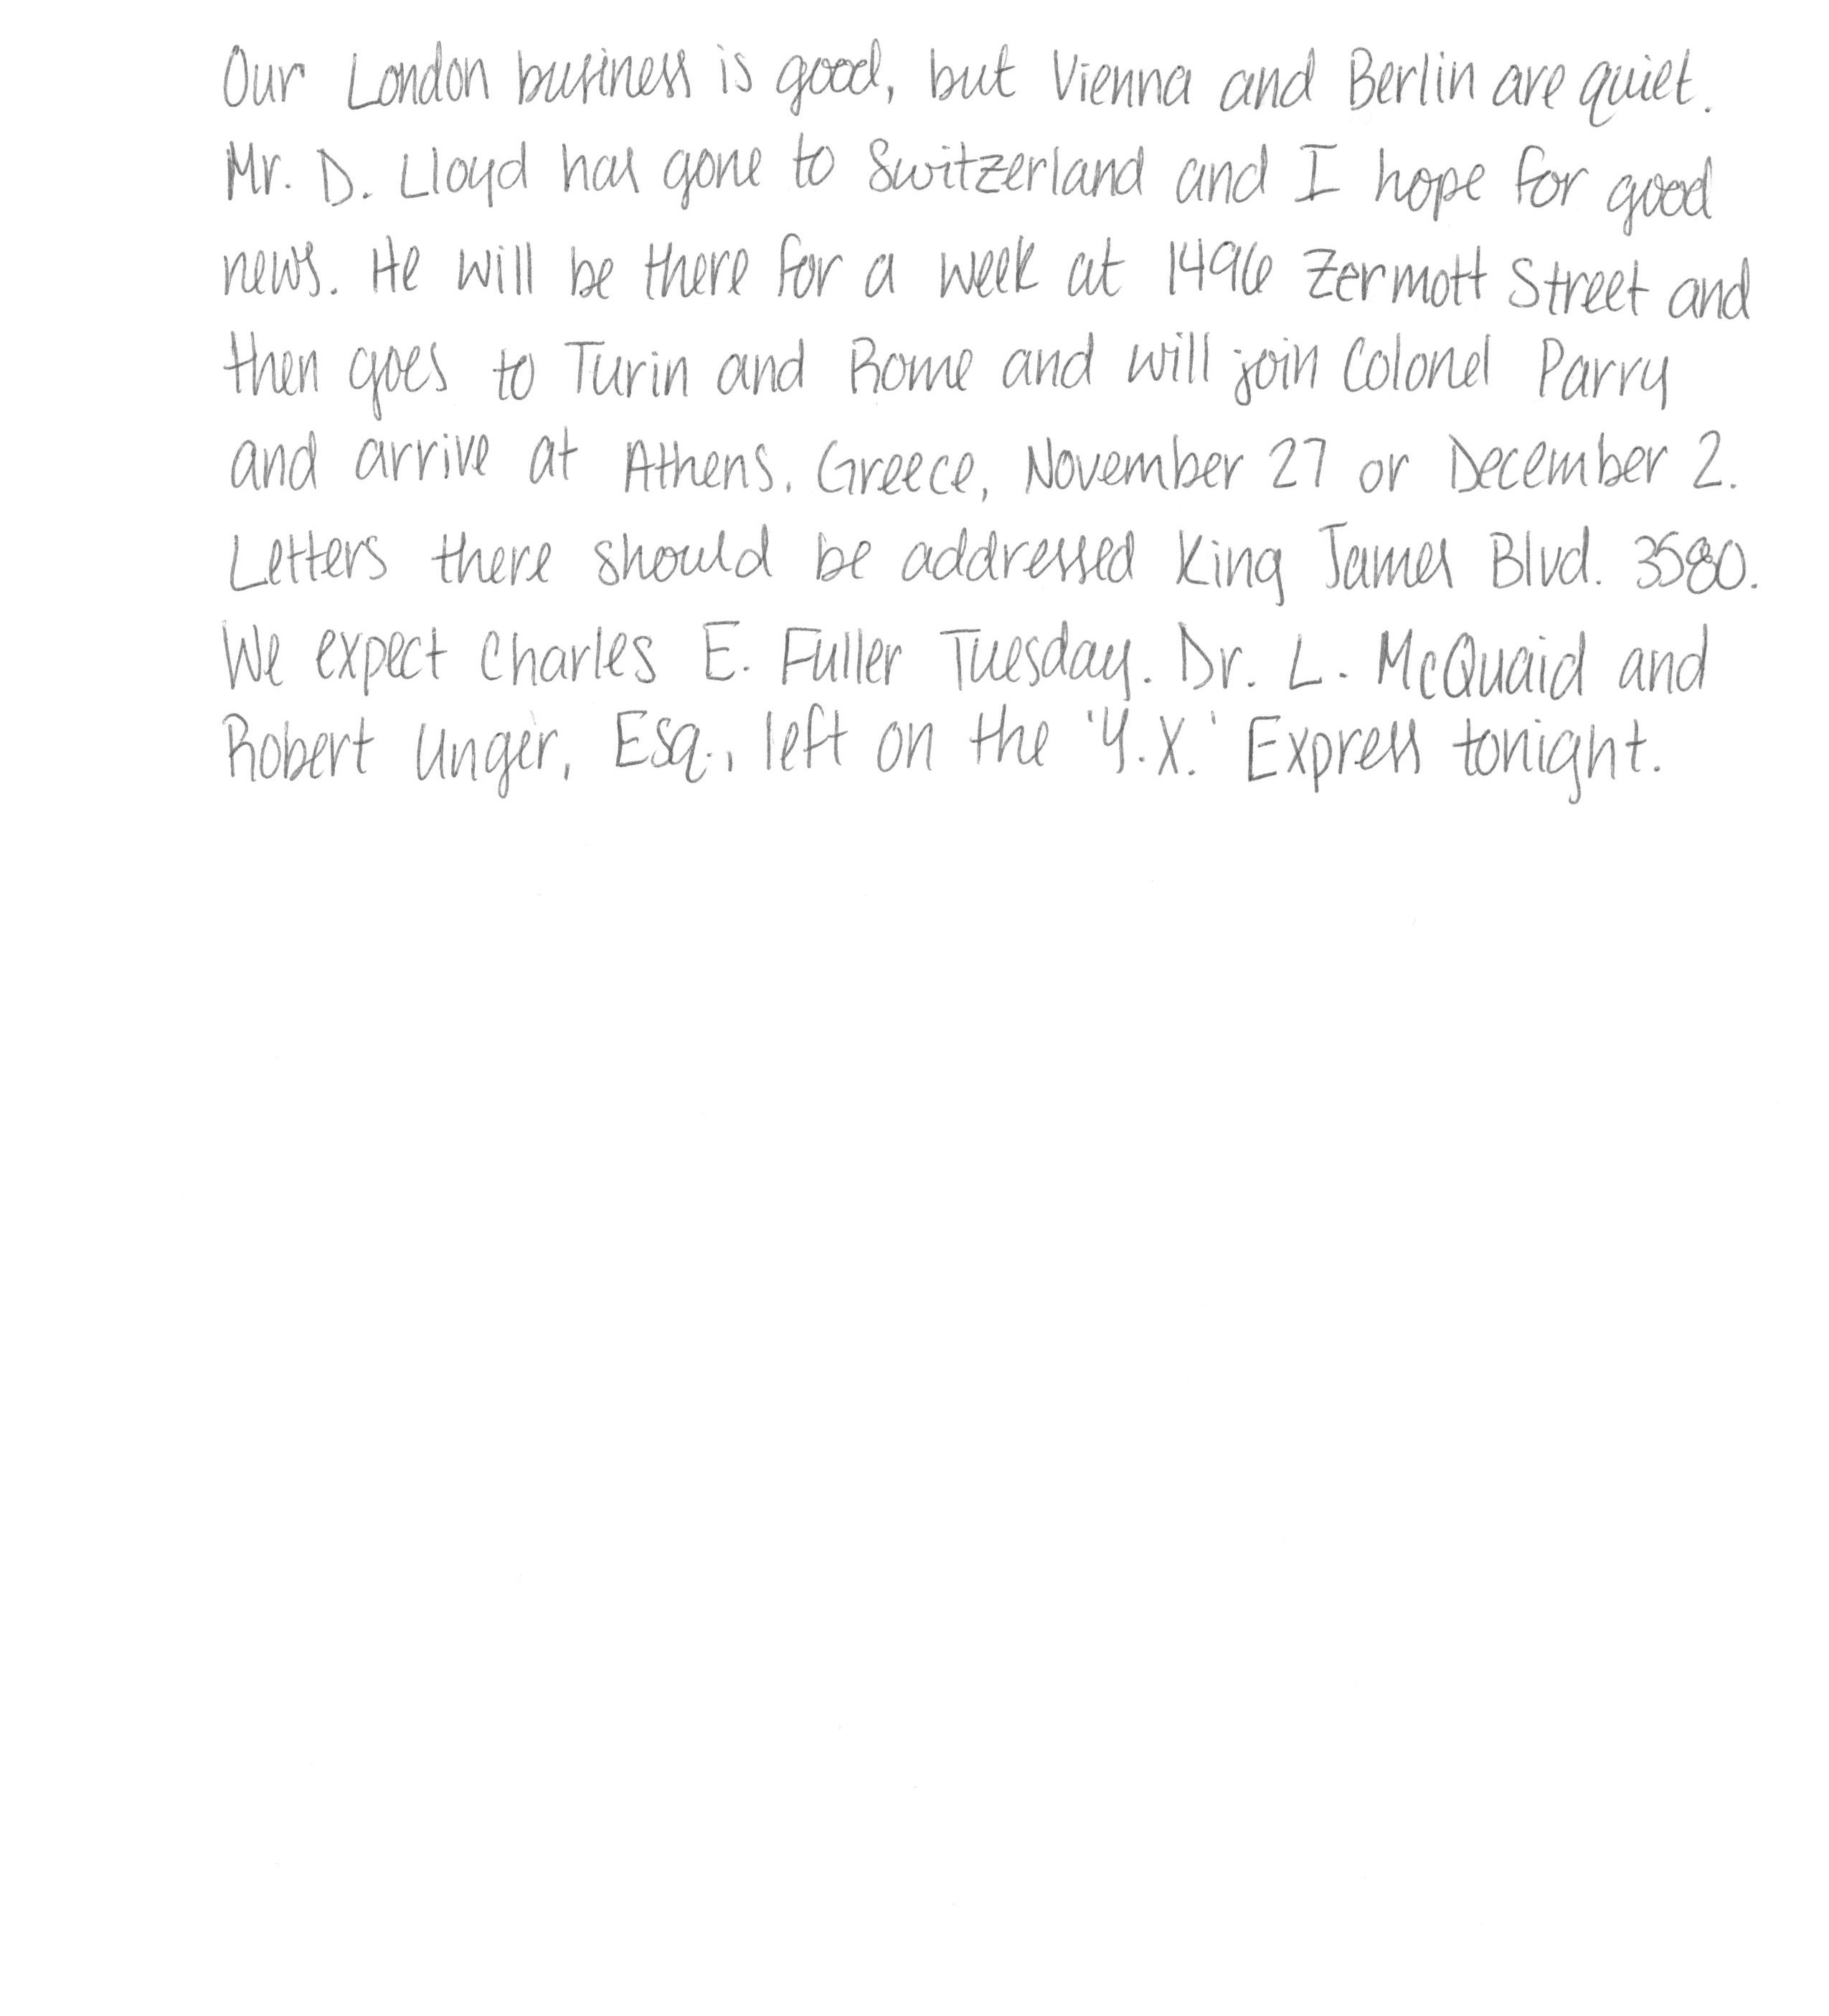 Our London business is good, but Vienna and Berlin are quiet.
Mr. D. Lloyd has gone to Switzerland and I hope for good
news. He will be there for a week at 1496 Zermott Street and
then goes to Turin and Rome and will join Colonel Parry
and arrive at Athens, Greece, November 27 or December 2.
Letters there should be addressed King James Blvd. 3580.
We expect Charles E. Fuller Tuesday. Dr. L. McQuaid and
Robert Unger, Esq., left on the 'Y.X.' Express tonight.